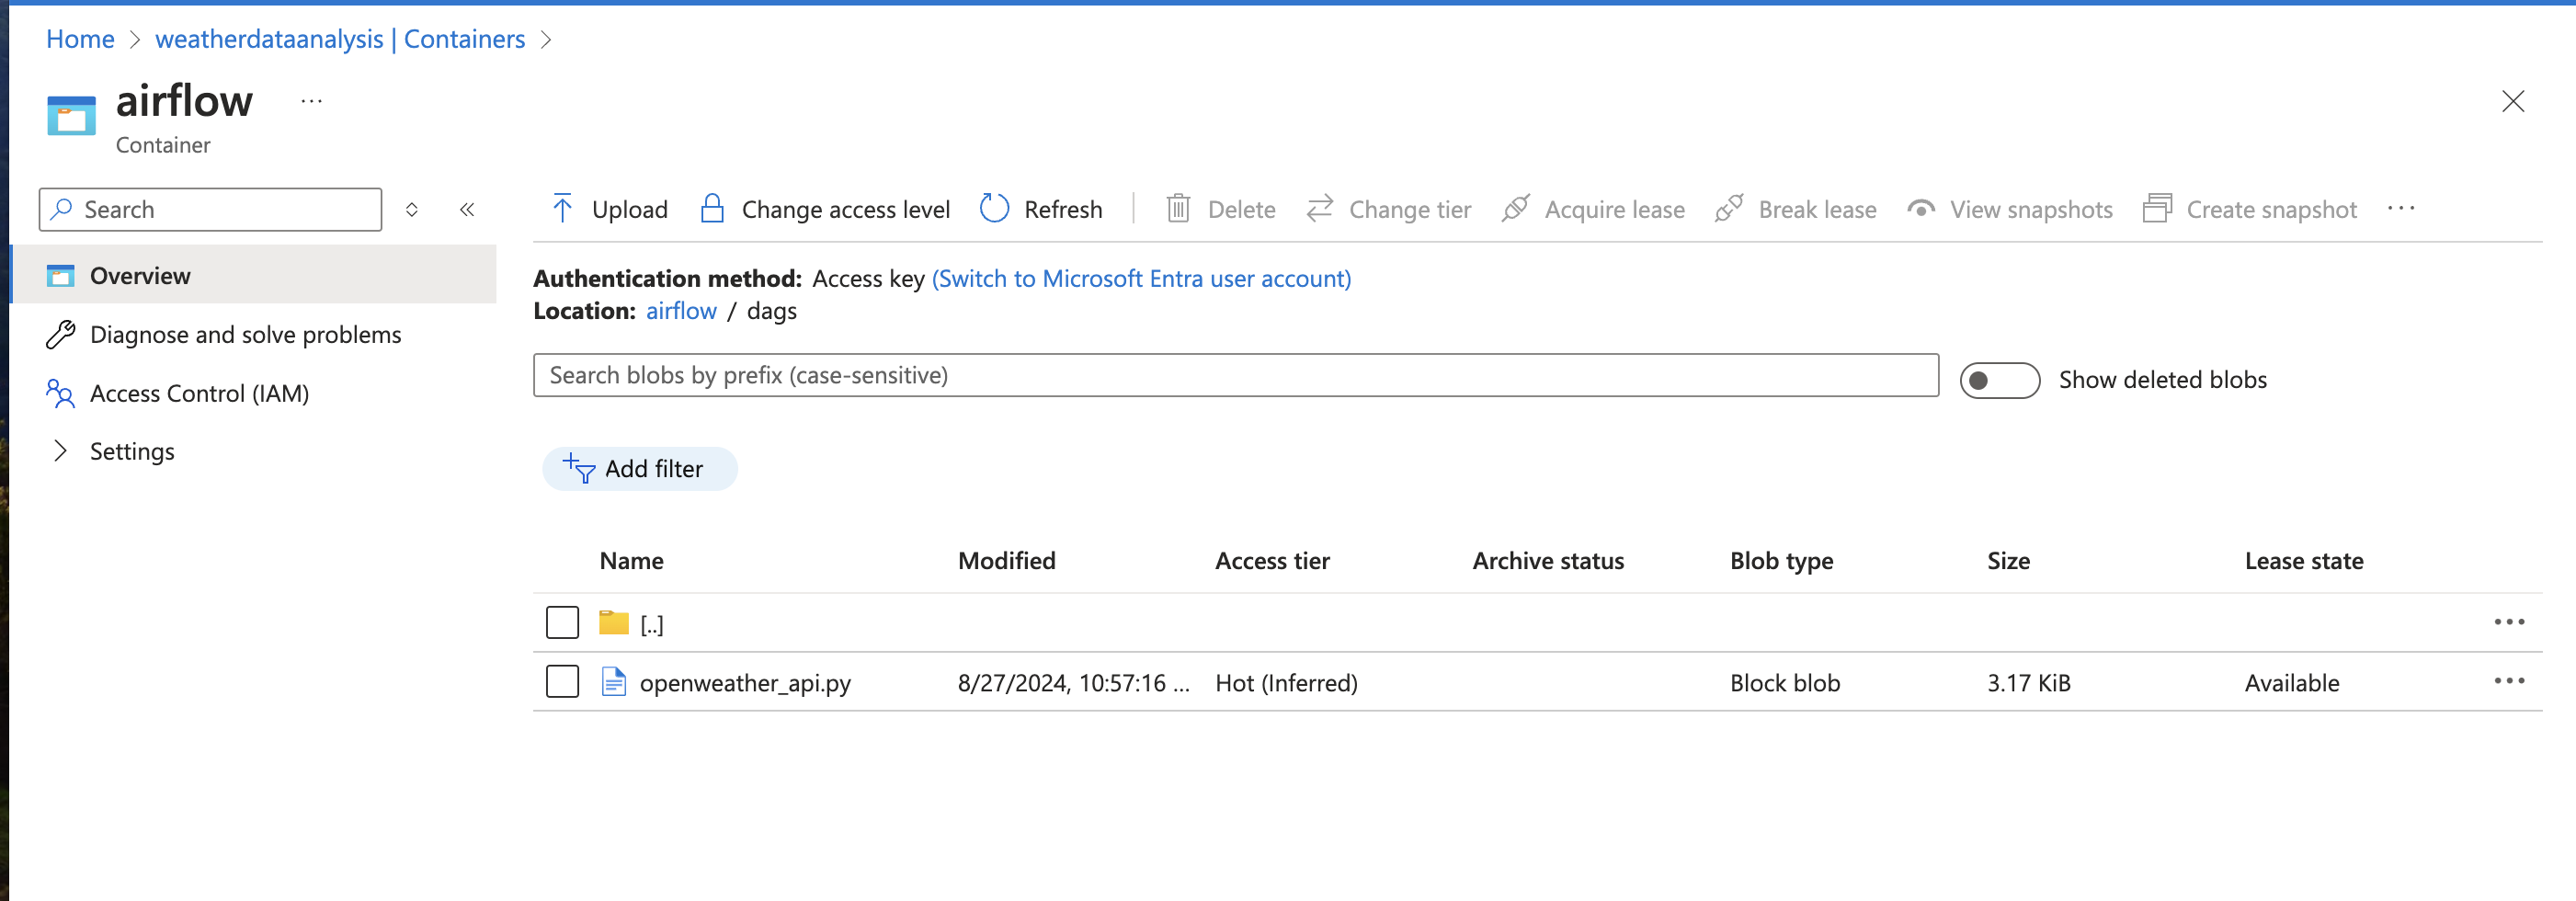 Home > weatherdataanalysis | Containers >
airflow ...
Container
Search
Upload Change access level Refresh Delete Change tier Acquire lease Break lease View snapshots Create snapshot ...
Overview
Diagnose and solve problems
Access Control (IAM)
Settings
Authentication method: Access key (Switch to Microsoft Entra user account)
Location: airflow / dags
Search blobs by prefix (case-sensitive)
Show deleted blobs
Add filter
Name Modified Access tier Archive status Blob type Size Lease state
[..]
openweather_api.py 8/27/2024, 10:57:16 ... Hot (Inferred) Block blob 3.17 KiB Available